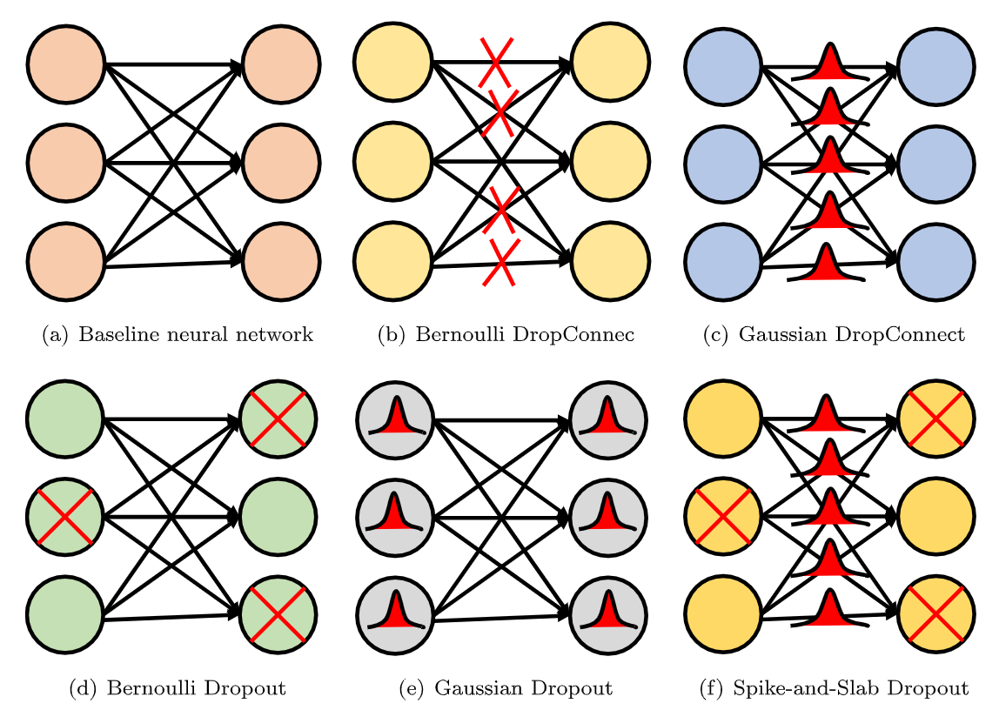 (a) Baseline neural network
(b) Bernoulli DropConnec
(c) Gaussian DropConnect
(d) Bernoulli Dropout
(e) Gaussian Dropout
(f) Spike-and-Slab Dropout